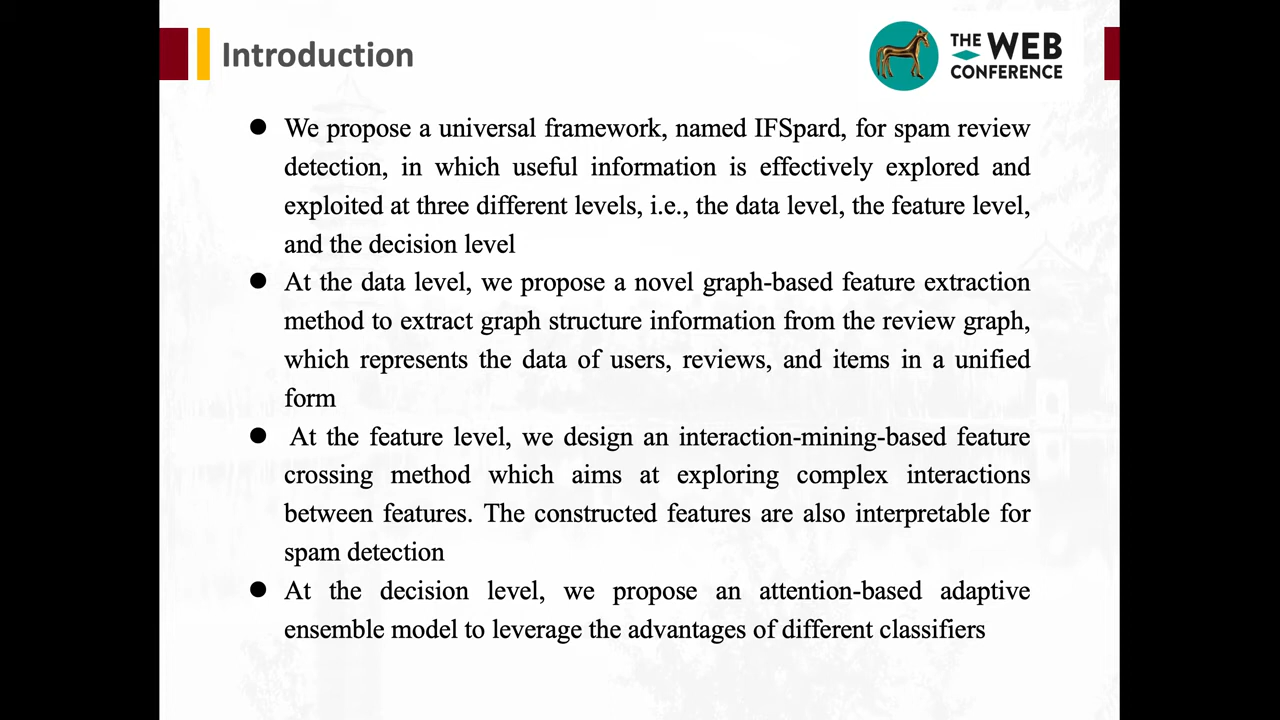 Introduction
THE WEB
CONFERENCE
● We propose a universal framework, named IFSpard, for spam review
detection, in which useful information is effectively explored and
exploited at three different levels, i.e., the data level, the feature level,
and the decision level
● At the data level, we propose a novel graph-based feature extraction
method to extract graph structure information from the review graph,
which represents the data of users, reviews, and items in a unified
form
● At the feature level, we design an interaction-mining-based feature
crossing method which aims at exploring complex interactions
between features. The constructed features are also interpretable for
spam detection
● At the decision level, we propose an attention-based adaptive
ensemble model to leverage the advantages of different classifiers